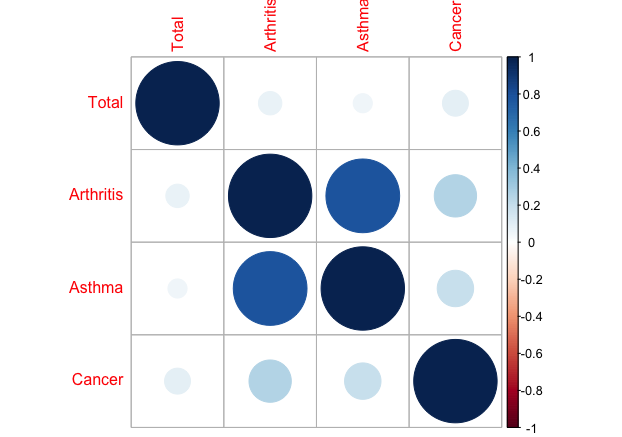 Total
Arthritis
Asthma
Cancer
Total
Arthritis
Asthma
Cancer
1
0.8
0.6
0.4
0.2
0
-0.2
-0.4
-0.6
-0.8
-1